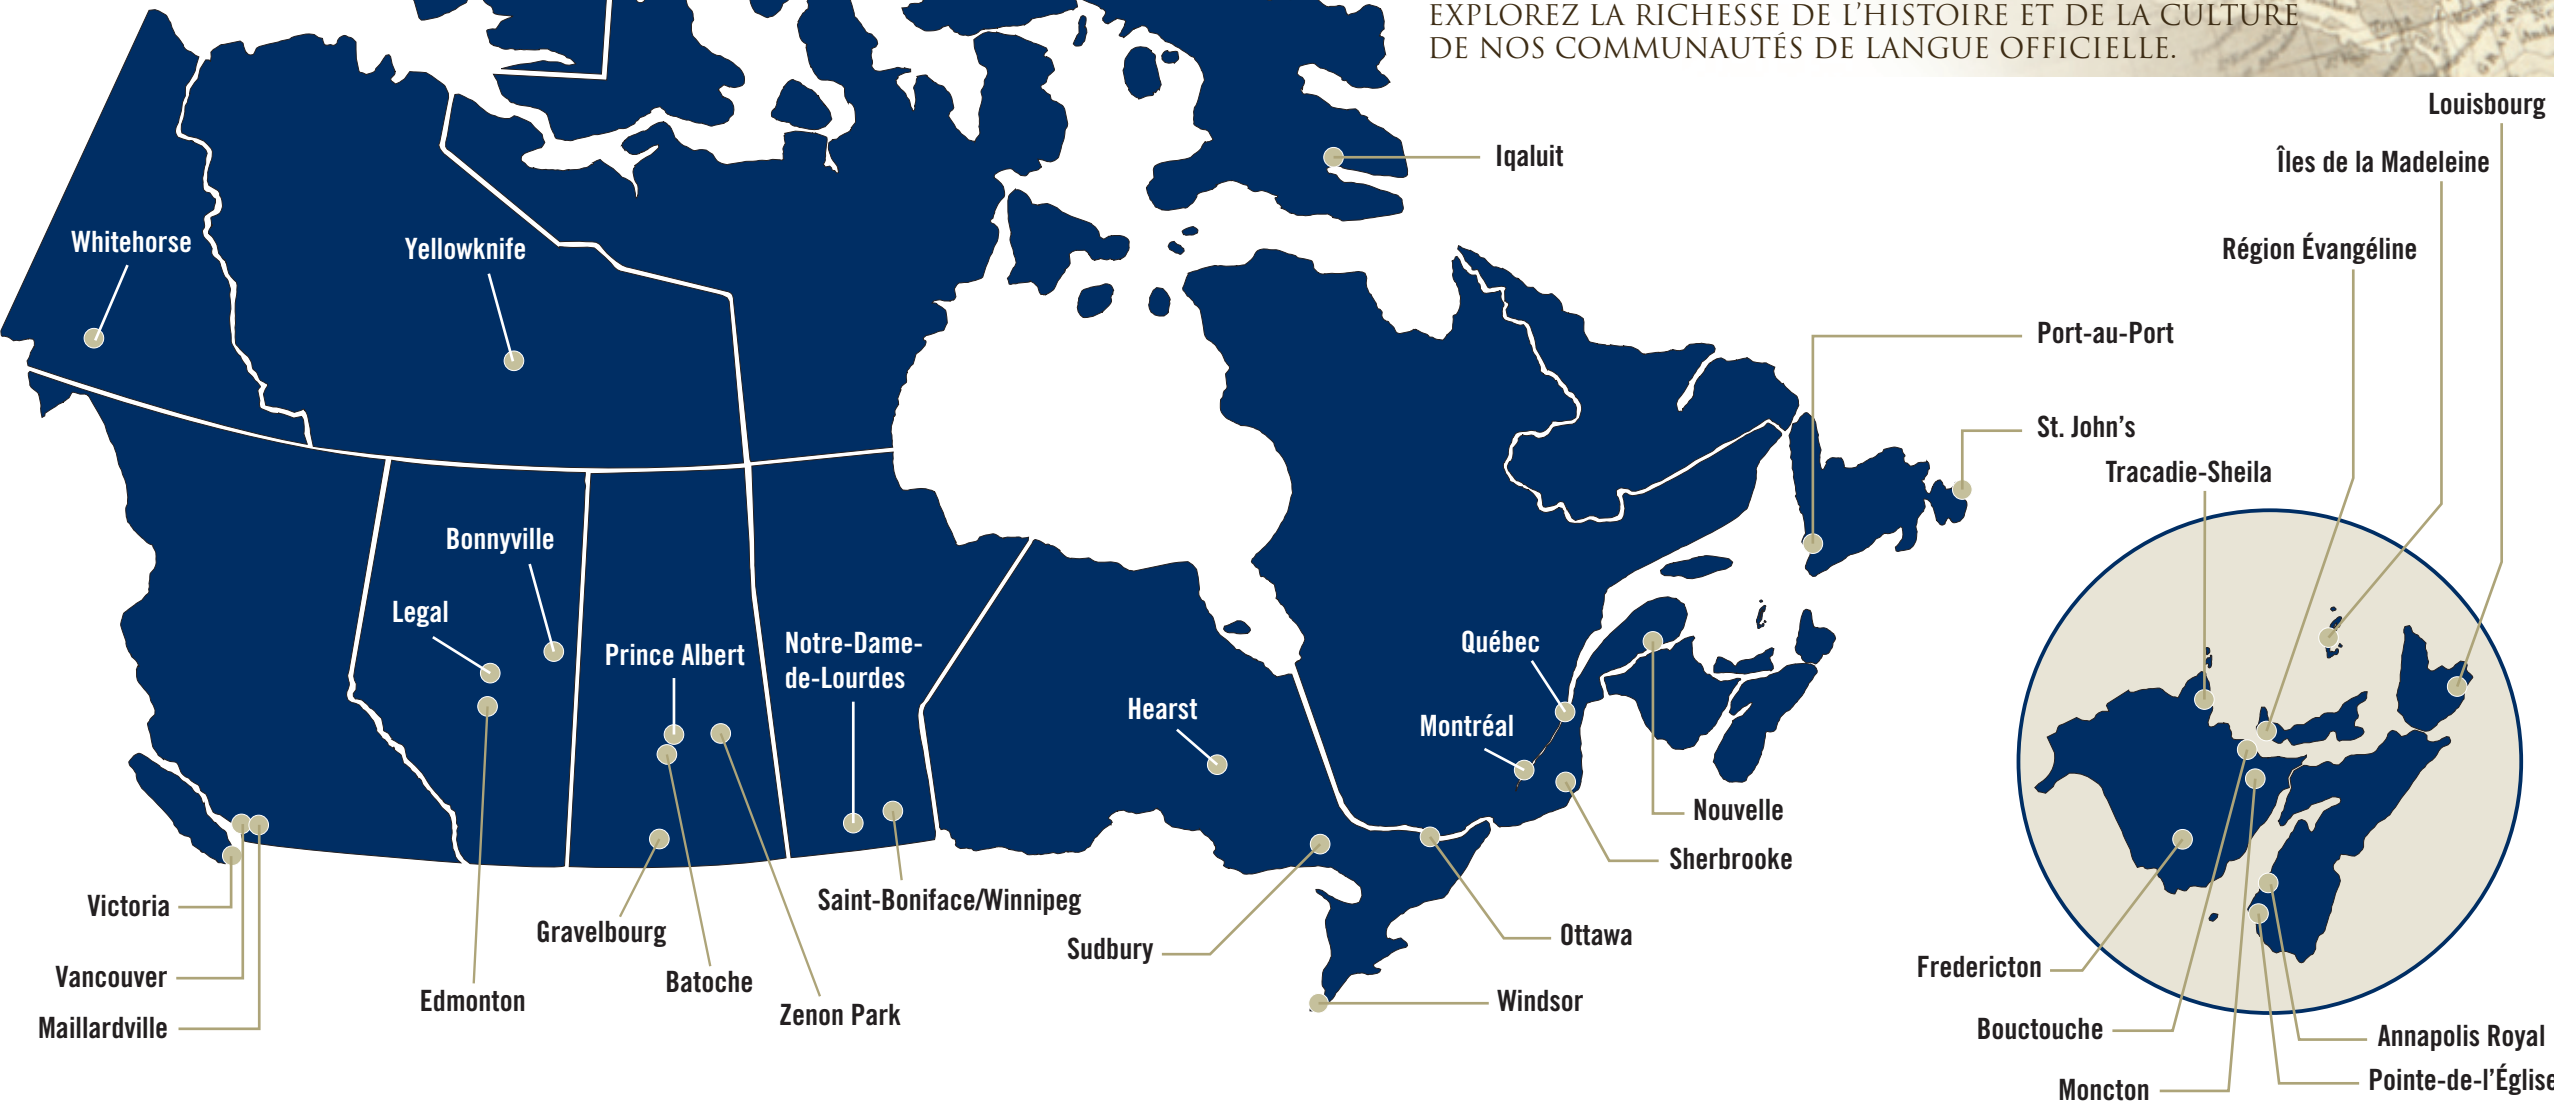 EXPLOREZ LA RICHESSE DE L'HISTOIRE ET DE LA CULTURE
DE NOS COMMUNAUTÉS DE LANGUE OFFICIELLE.
Louisbourg
Iqaluit
Îles de la Madeleine
Whitehorse
Yellowknife
Région Évangéline
Port-au-Port
St. John's
Tracadie-Sheila
Bonnyville
Legal
Prince Albert
Notre-Dame-
de-Lourdes
Québec
Hearst
Montréal
Nouvelle
Sherbrooke
Victoria
Saint-Boniface/Winnipeg
Gravelbourg
Sudbury
Ottawa
Vancouver
Batoche
Fredericton
Edmonton
Zenon Park
Windsor
Maillardville
Bouctouche
Annapolis Royal
Moncton
Pointe-de-l'Église